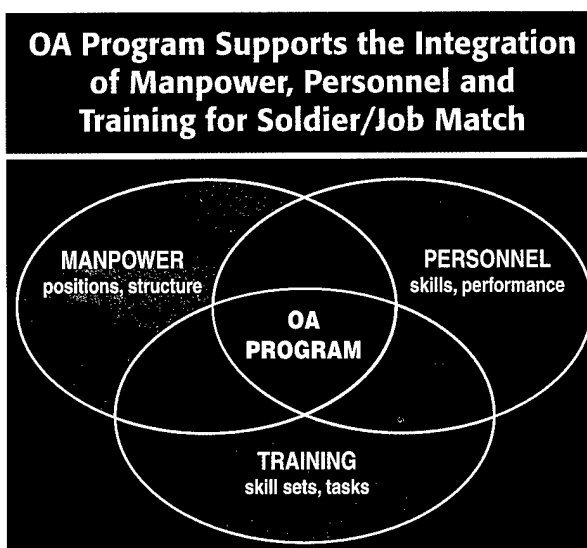 OA Program Supports the Integration
of Manpower, Personnel and
Training for Soldier/Job Match
MANPOWER
positions, structure
PERSONNEL
skills, performance
OA
PROGRAM
TRAINING
skill sets, tasks